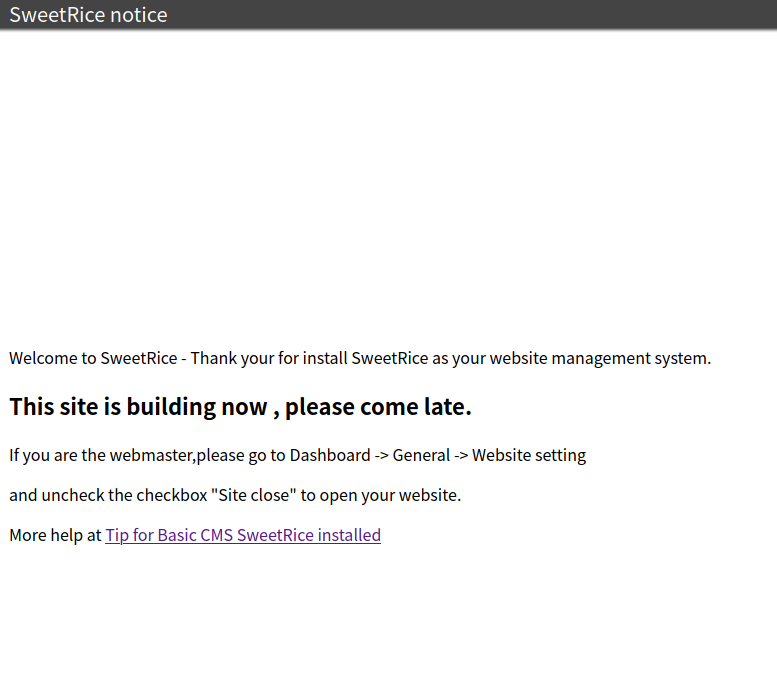 SweetRice notice
Welcome to SweetRice - Thank your for install SweetRice as your website management system.
This site is building now , please come late.
If you are the webmaster,please go to Dashboard -> General -> Website setting
and uncheck the checkbox "Site close" to open your website.
More help at Tip for Basic CMS SweetRice installed